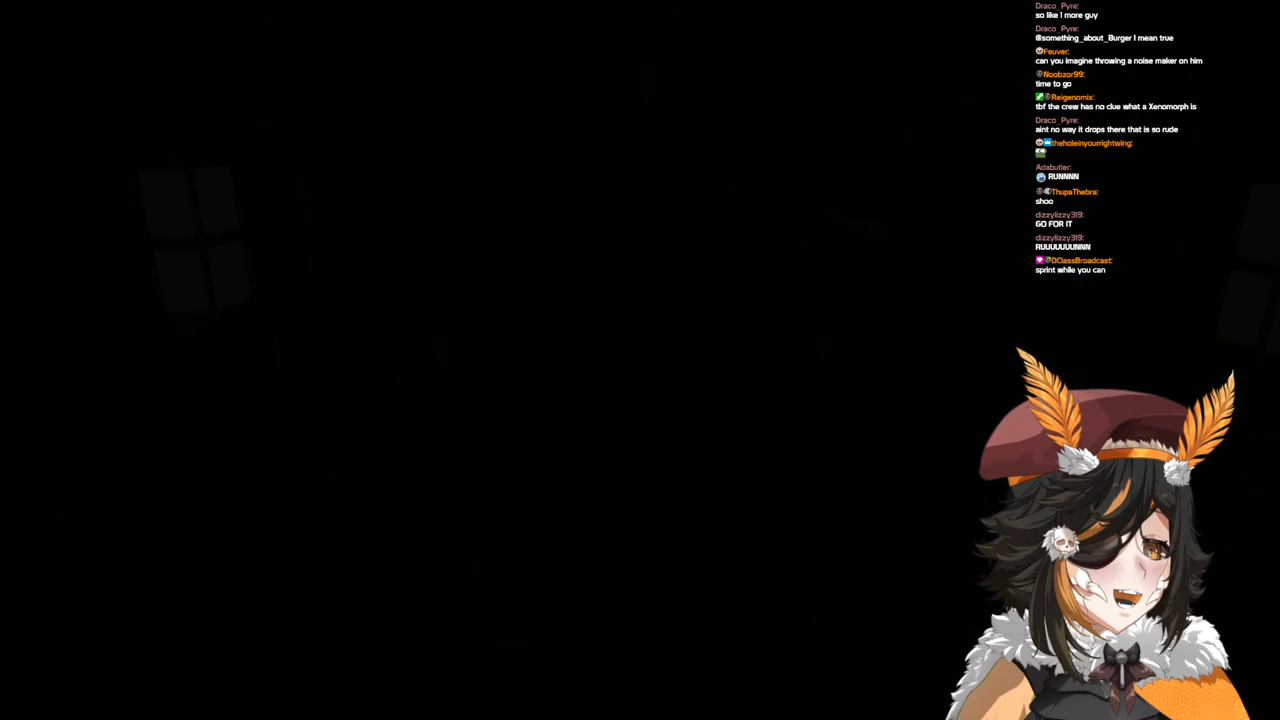 Draco_Pyre:
so like 1 more guy
Draco_Pyre:
@something_about_Burger I mean true
Feuver:
can you imagine throwing a noise maker on him
Noobzor99:
time to go
Reigenomix:
tbf the crew has no clue what a Xenomorph is
Draco_Pyre:
aint no way it drops there that is so rude
theholeinyourrightwing:
Adabutler:
RUNNNN
ThupaThebra:
shoo
dizzylizzy319:
GO FOR IT
dizzylizzy319:
RUUUUUUUNNN
DClassBroadcast:
sprint while you can